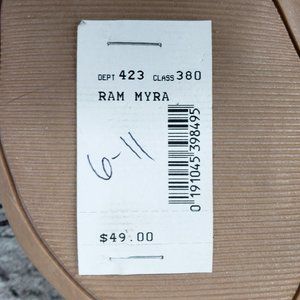 DEPT 423 CLASS 380
RAM MYRA
6-11
0191045398495
$49.00